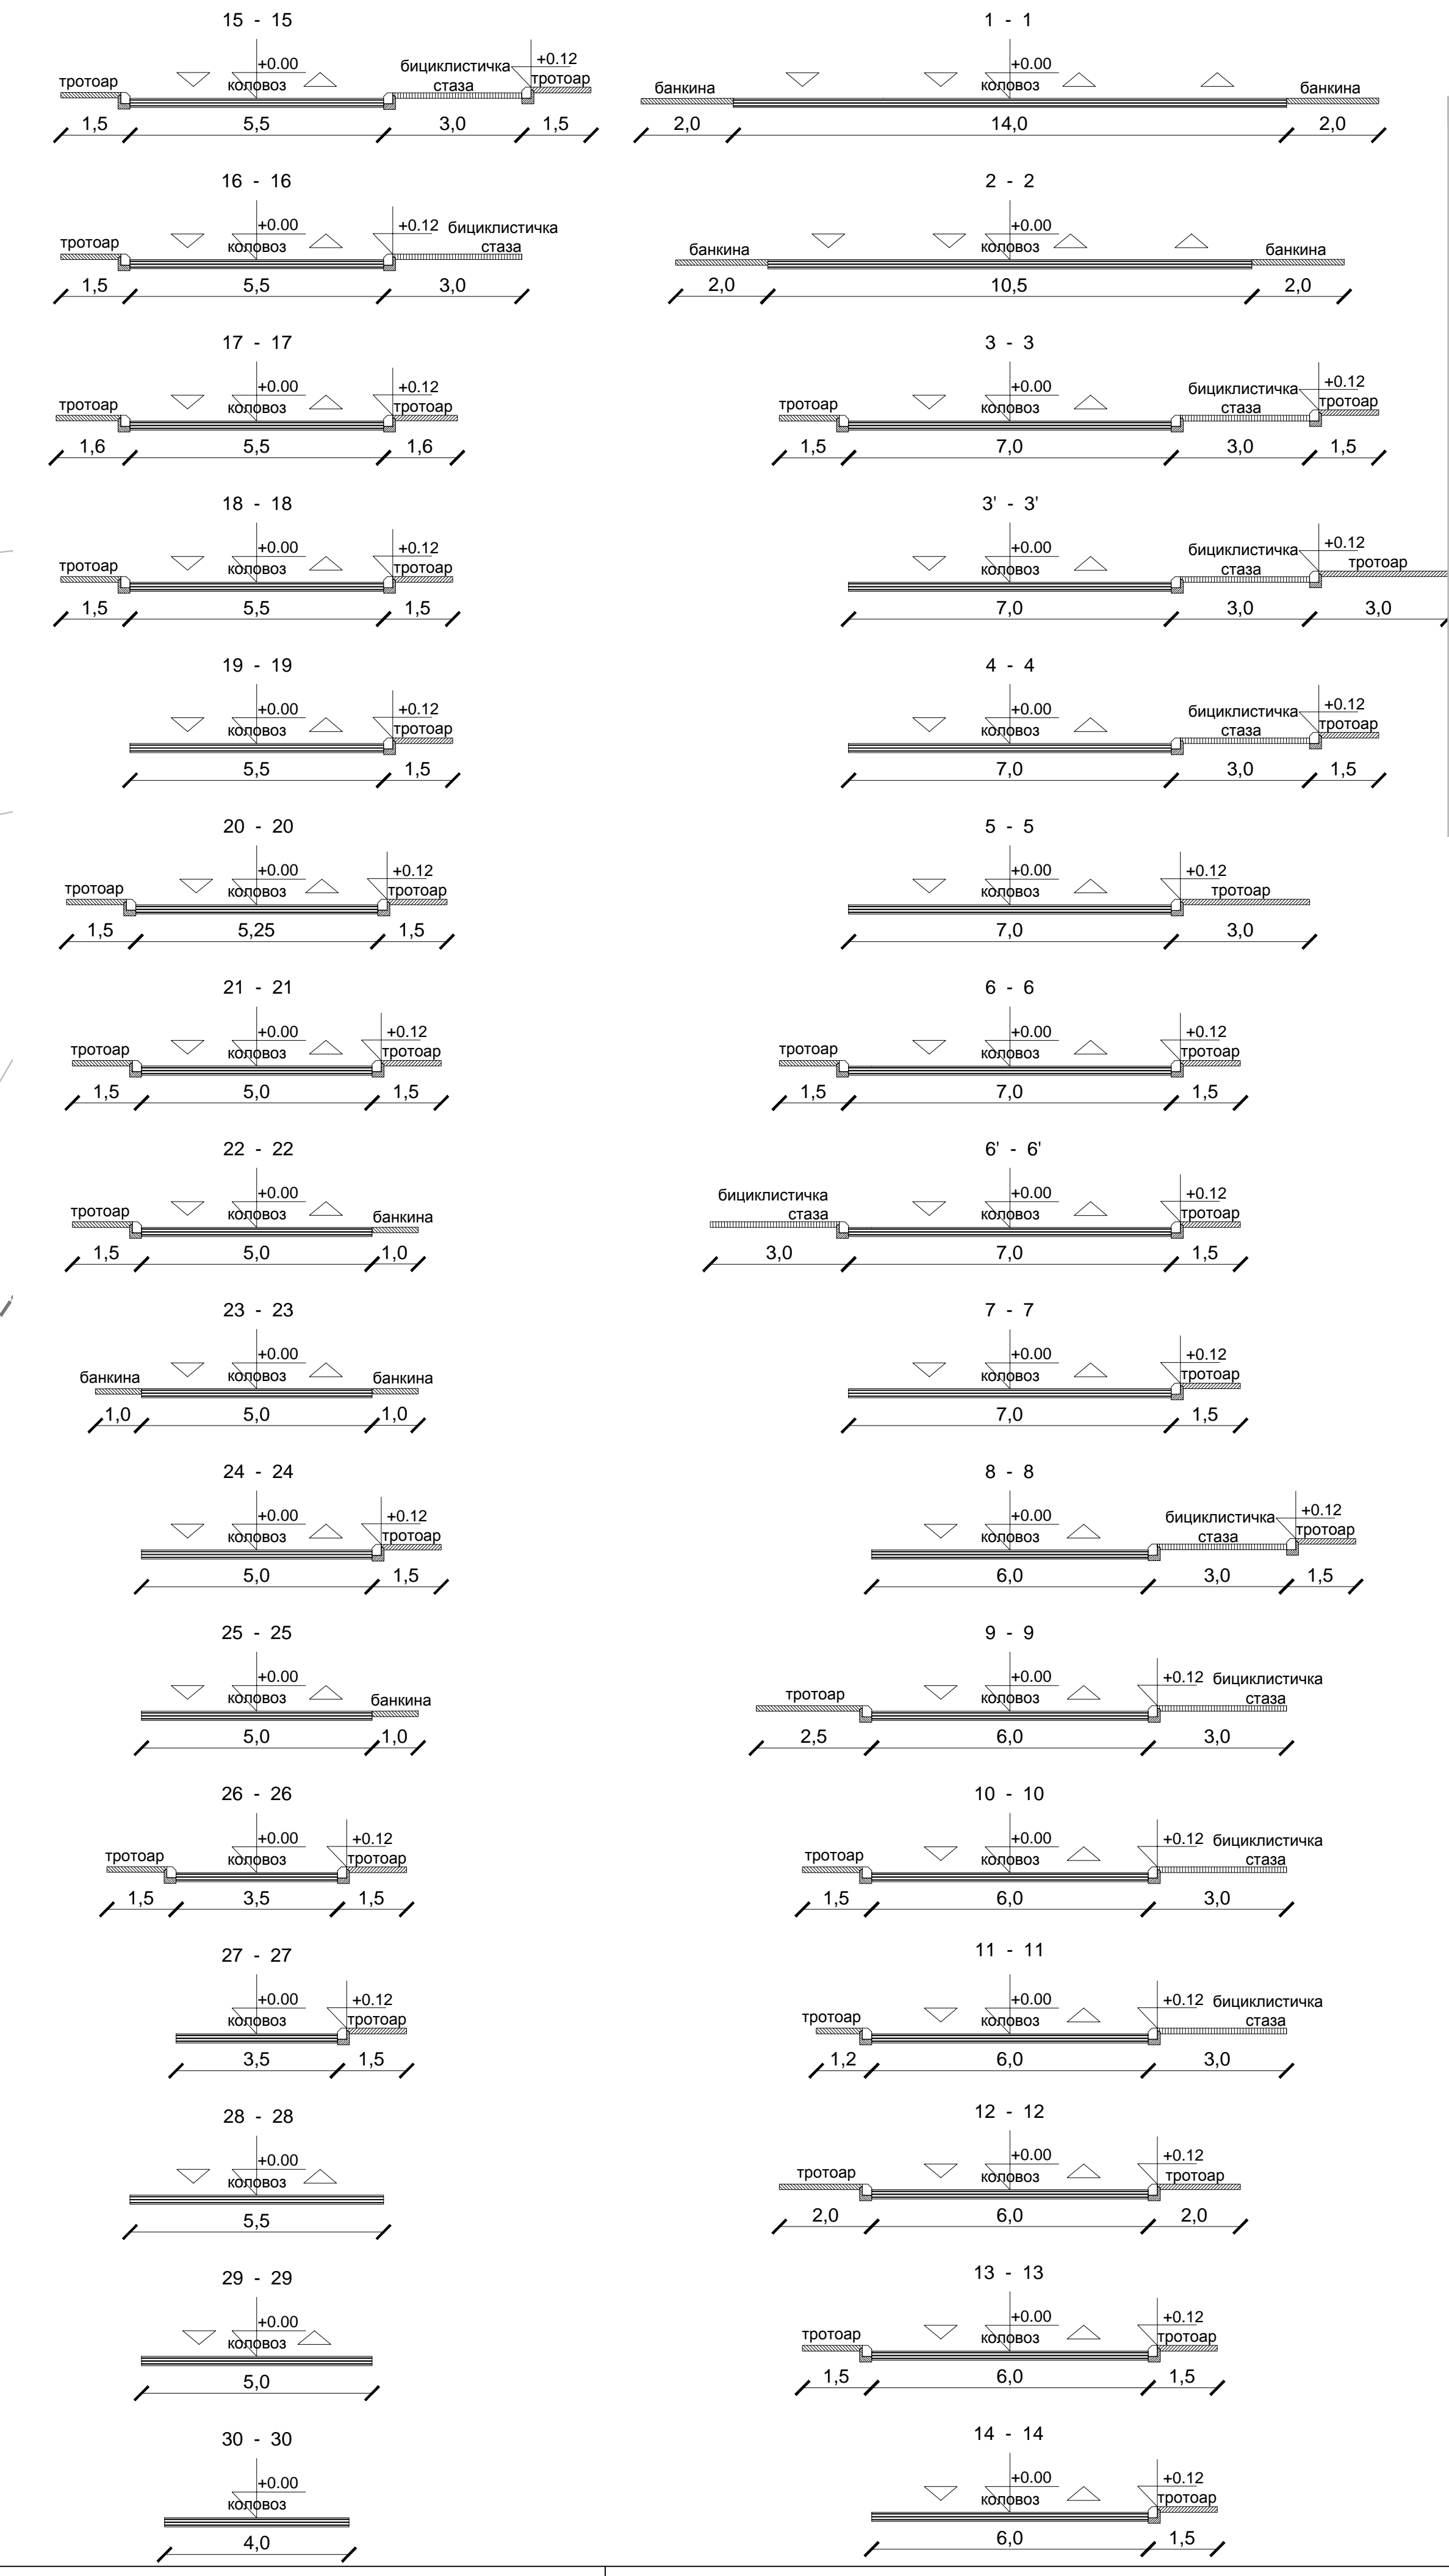 15 - 15
+0.00
+0.12
тротоар
коловоз
бициклистичка
стаза
тротоар
1,5 5,5 3,0 1,5
16 - 16
+0.00
+0.12
тротоар
коловоз
бициклистичка
стаза
1,5 5,5 3,0
17 - 17
+0.00
+0.12
тротоар
коловоз
тротоар
1,6 5,5 1,6
18 - 18
+0.00
+0.12
тротоар
коловоз
тротоар
1,5 5,5 1,5
19 - 19
+0.00
+0.12
коловоз
тротоар
5,5 1,5
20 - 20
+0.00
+0.12
тротоар
коловоз
тротоар
1,5 5,25 1,5
21 - 21
+0.00
+0.12
тротоар
коловоз
тротоар
1,5 5,0 1,5
22 - 22
+0.00
тротоар
коловоз
банкина
1,5 5,0 1,0
23 - 23
+0.00
банкина
коловоз
банкина
1,0 5,0 1,0
24 - 24
+0.00
+0.12
коловоз
тротоар
5,0 1,5
25 - 25
+0.00
коловоз
банкина
5,0 1,0
26 - 26
+0.00
+0.12
тротоар
коловоз
тротоар
1,5 3,5 1,5
27 - 27
+0.00
+0.12
коловоз
тротоар
3,5 1,5
28 - 28
+0.00
коловоз
5,5
29 - 29
+0.00
коловоз
5,0
30 - 30
+0.00
коловоз
4,0
1 - 1
+0.00
банкина
коловоз
банкина
2,0 14,0 2,0
2 - 2
+0.00
банкина
коловоз
банкина
2,0 10,5 2,0
3 - 3
+0.00
+0.12
тротоар
коловоз
бициклистичка
стаза
тротоар
1,5 7,0 3,0 1,5
3' - 3'
+0.00
+0.12
коловоз
бициклистичка
стаза
тротоар
7,0 3,0 3,0
4 - 4
+0.00
+0.12
коловоз
бициклистичка
стаза
тротоар
7,0 3,0 1,5
5 - 5
+0.00
+0.12
коловоз
тротоар
7,0 3,0
6 - 6
+0.00
+0.12
тротоар
коловоз
тротоар
1,5 7,0 1,5
6' - 6'
+0.00
+0.12
бициклистичка
стаза
коловоз
тротоар
3,0 7,0 1,5
7 - 7
+0.00
+0.12
коловоз
тротоар
7,0 1,5
8 - 8
+0.00
+0.12
коловоз
бициклистичка
стаза
тротоар
6,0 3,0 1,5
9 - 9
+0.00
+0.12
тротоар
коловоз
бициклистичка
стаза
2,5 6,0 3,0
10 - 10
+0.00
+0.12
тротоар
коловоз
бициклистичка
стаза
1,5 6,0 3,0
11 - 11
+0.00
+0.12
тротоар
коловоз
бициклистичка
стаза
1,2 6,0 3,0
12 - 12
+0.00
+0.12
тротоар
коловоз
тротоар
2,0 6,0 2,0
13 - 13
+0.00
+0.12
тротоар
коловоз
тротоар
1,5 6,0 1,5
14 - 14
+0.00
+0.12
коловоз
тротоар
6,0 1,5